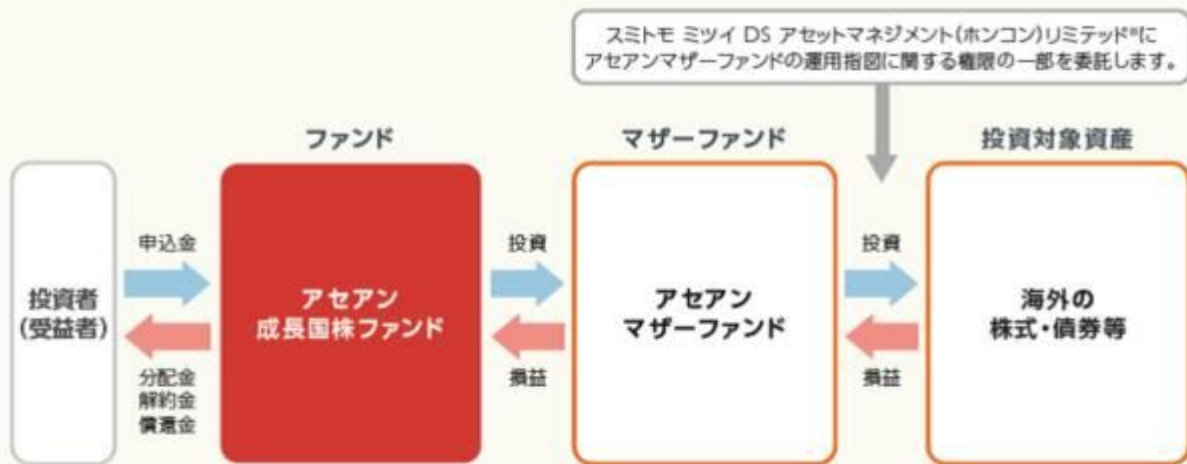 スミトモ ミツイ DS アセットマネジメント(ホンコン)リミテッド※に
アセアンマザーファンドの運用指図に関する権限の一部を委託します。
ファンド
マザーファンド
投資対象資産
投資者
(受益者)
申込金
分配金
解約金
償還金
アセアン
成長国株ファンド
投資
損益
アセアン
マザーファンド
投資
損益
海外の
株式・債券等